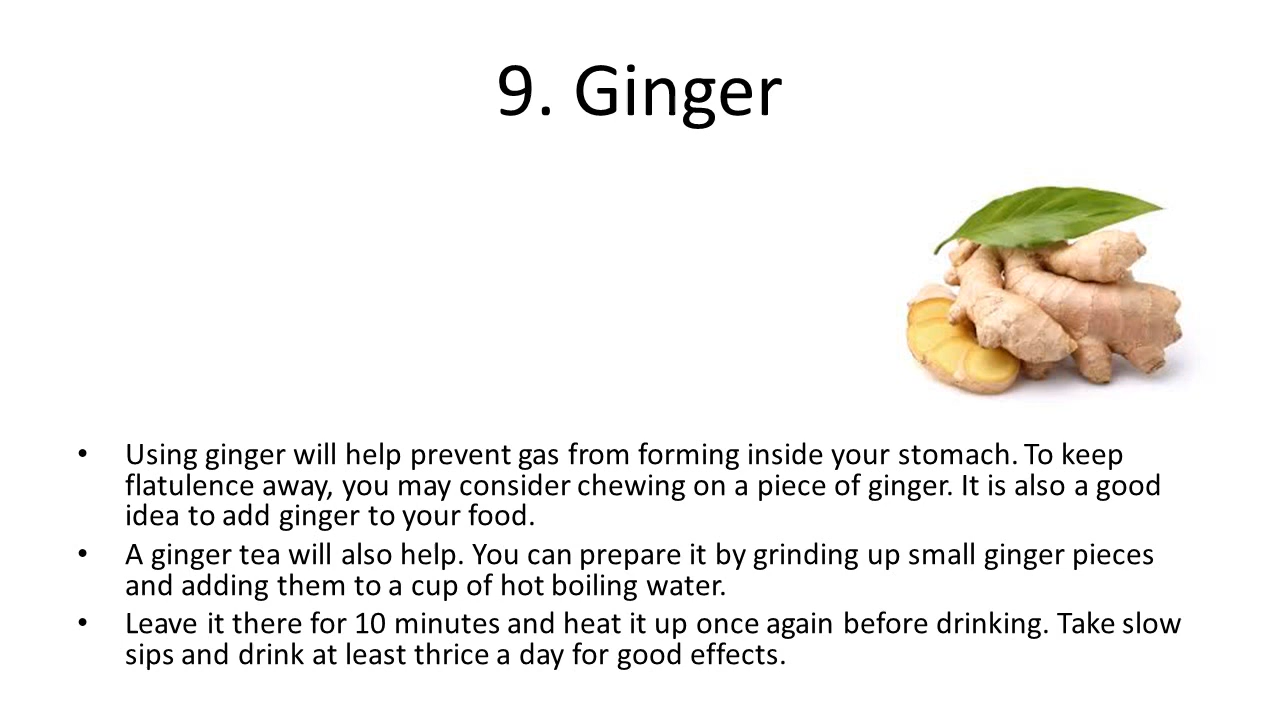 9. Ginger
• Using ginger will help prevent gas from forming inside your stomach. To keep
flatulence away, you may consider chewing on a piece of ginger. It is also a good
idea to add ginger to your food.
• A ginger tea will also help. You can prepare it by grinding up small ginger pieces
and adding them to a cup of hot boiling water.
• Leave it there for 10 minutes and heat it up once again before drinking. Take slow
sips and drink at least thrice a day for good effects.